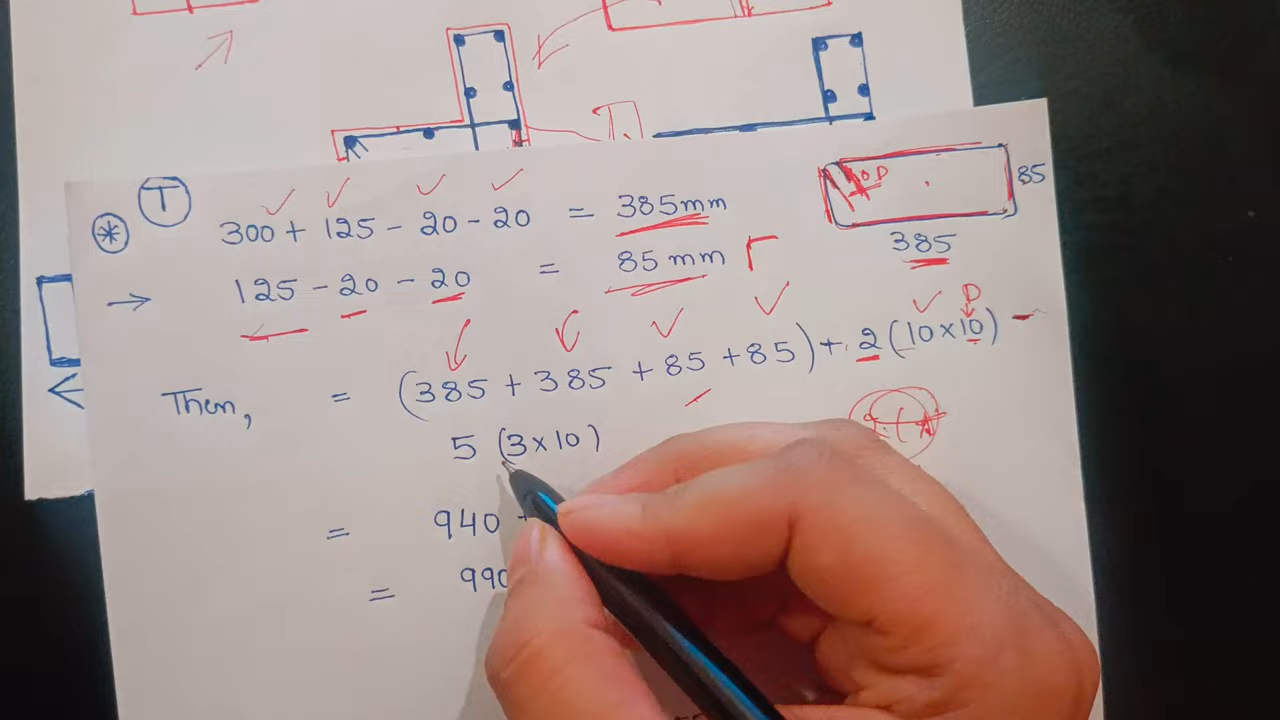 T
300 + 125 - 20 - 20 = 385mm
85
385
* → 125 - 20 - 20 = 85 mm
D
Then, = (385 + 385 + 85 + 85) + 2 (10 × 10) -
5 (3 × 10)
= 940 +
= 990